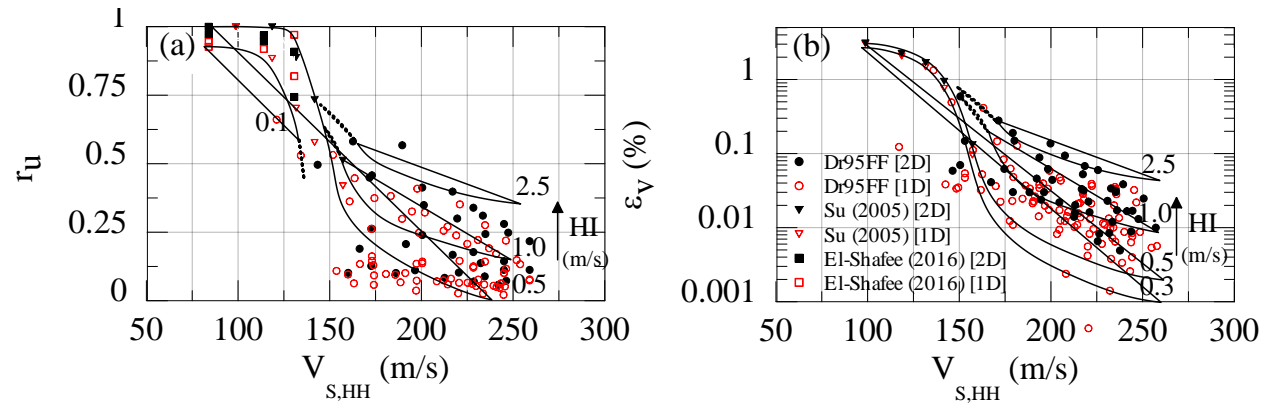 (a)
1
0.75
0.5
0.25
0
r_u
50 100 150 200 250 300
V_S,HH (m/s)
0.1
2.5
1.0
0.5
HI
(m/s)
(b)
1
0.1
0.01
0.001
ε_v (%)
50 100 150 200 250 300
V_S,HH (m/s)
Dr95FF [2D]
Dr95FF [1D]
Su (2005) [2D]
Su (2005) [1D]
El-Shafee (2016) [2D]
El-Shafee (2016) [1D]
2.5
1.0
0.5
0.3
HI
(m/s)